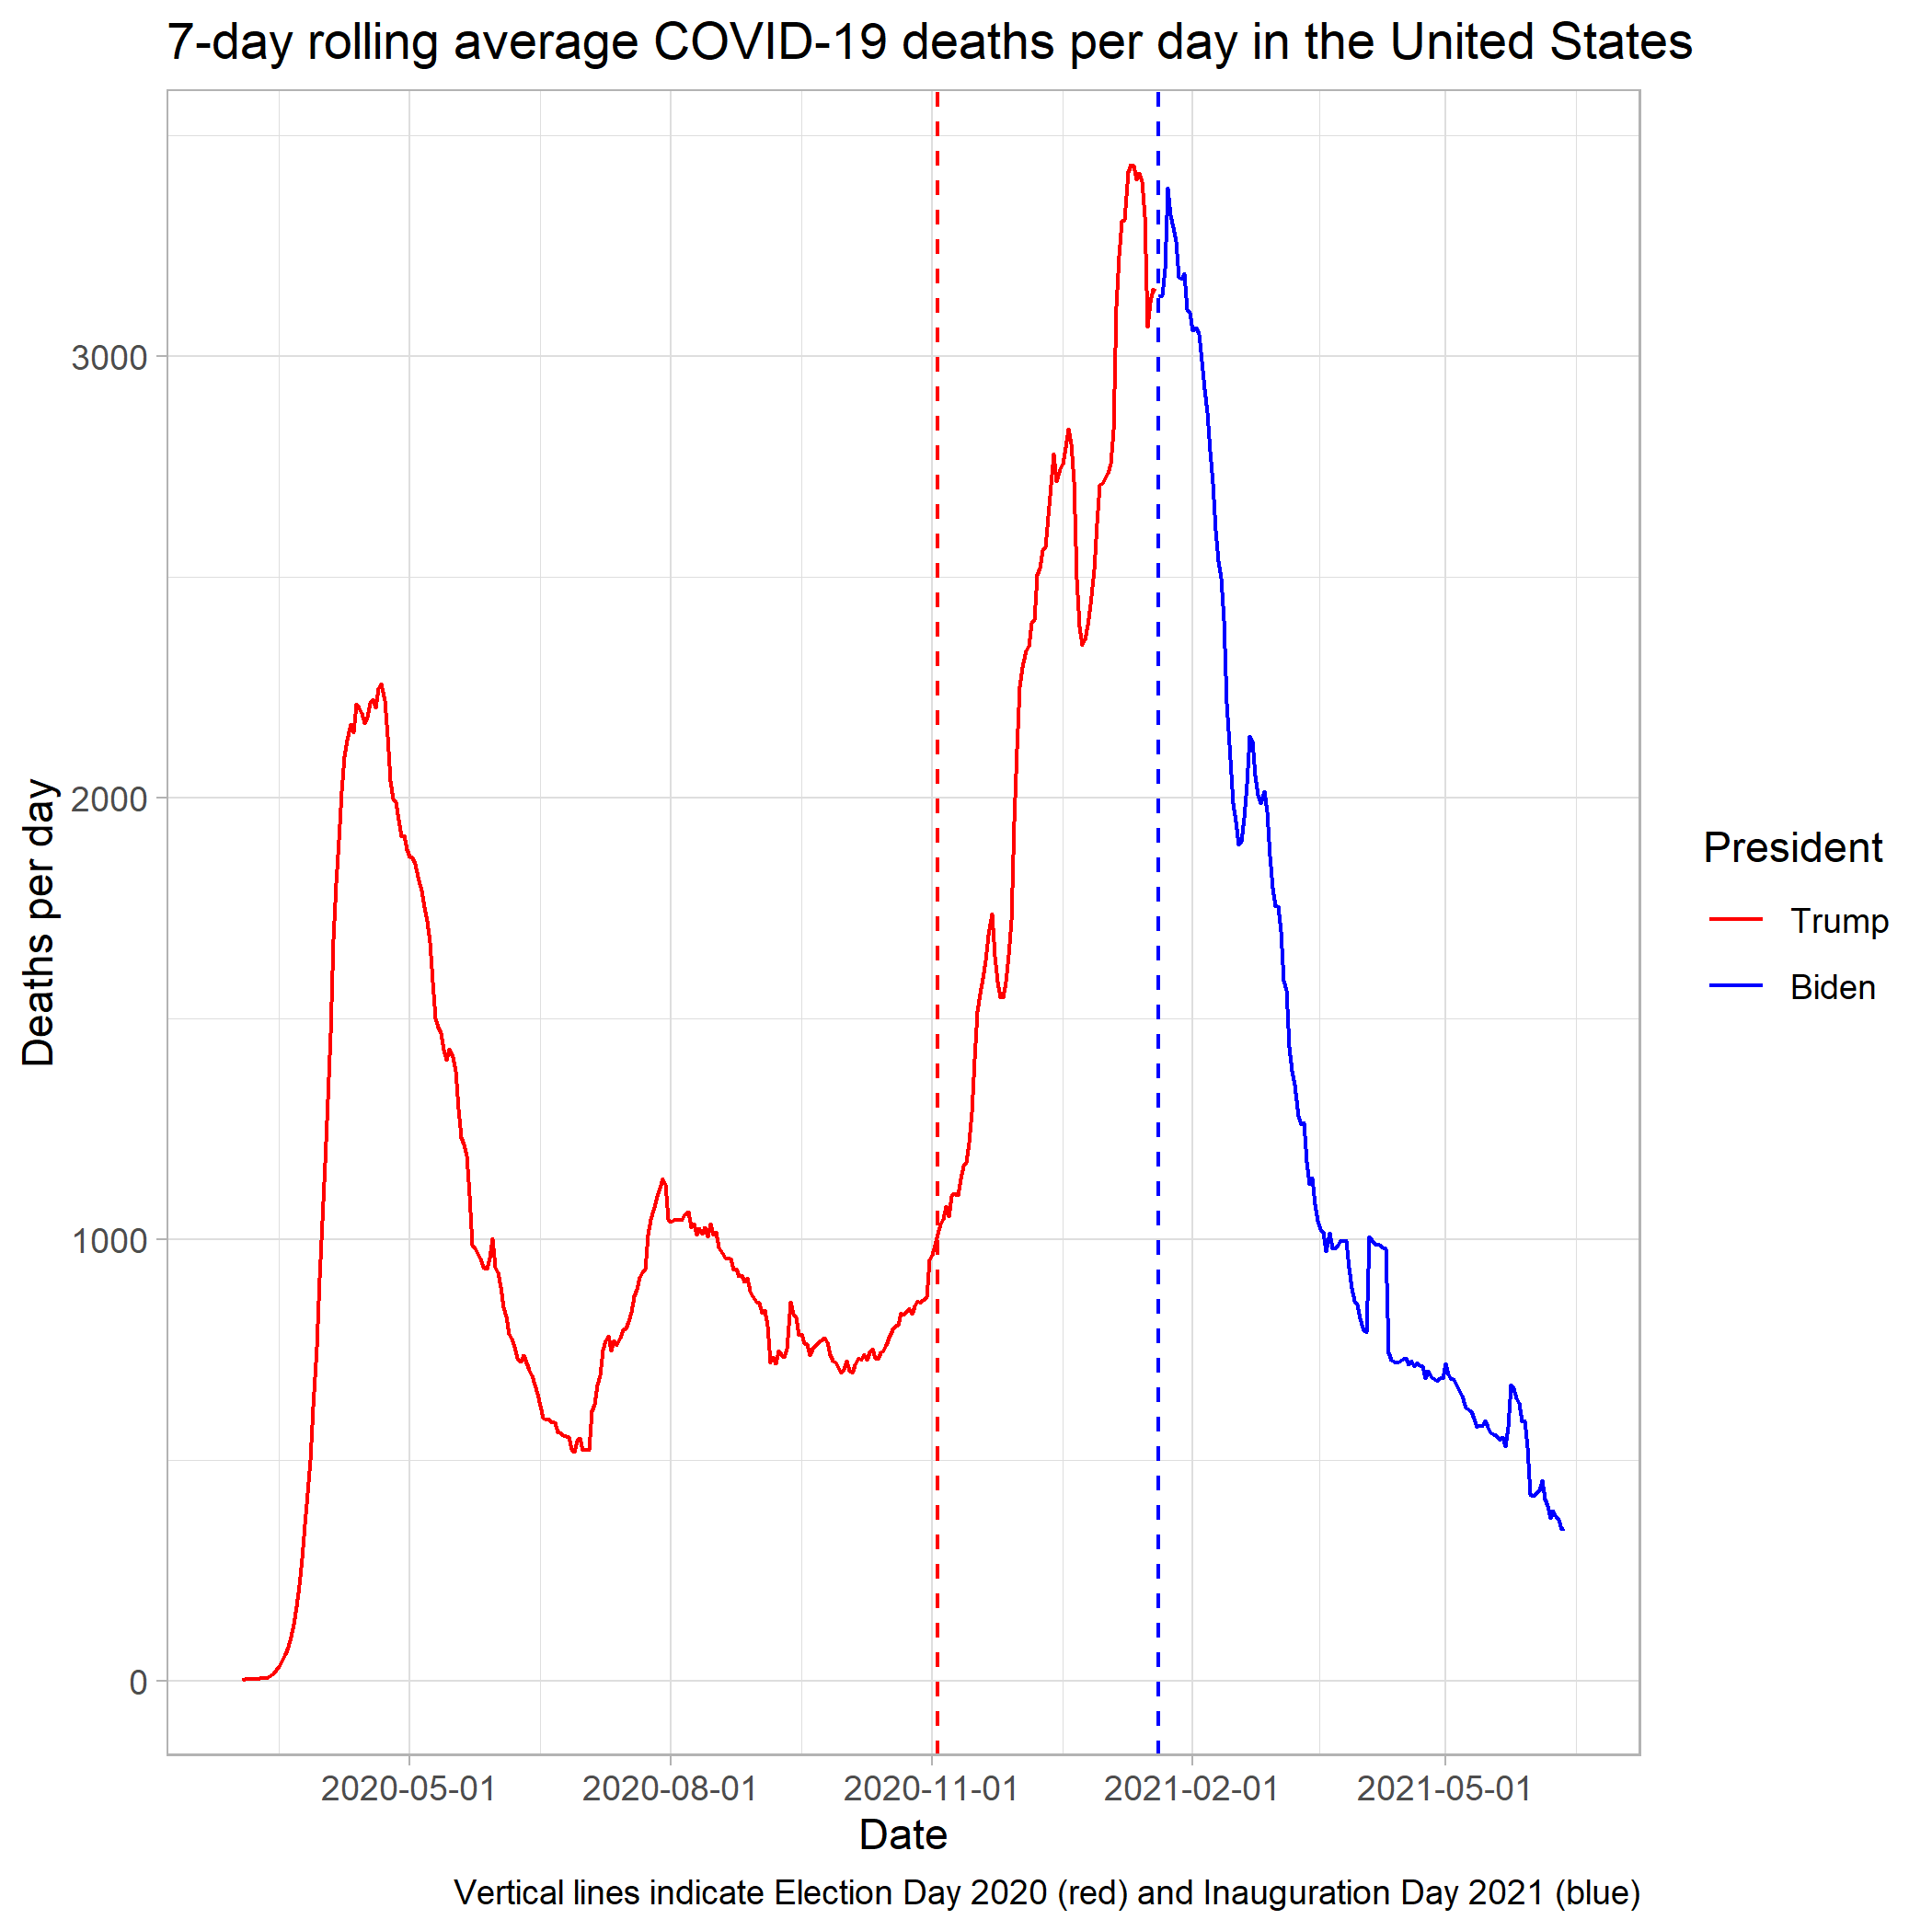 7-day rolling average COVID-19 deaths per day in the United States
Deaths per day
3000
2000
1000
0
2020-05-01
2020-08-01
2020-11-01
2021-02-01
2021-05-01
Date
President
Trump
Biden
Vertical lines indicate Election Day 2020 (red) and Inauguration Day 2021 (blue)